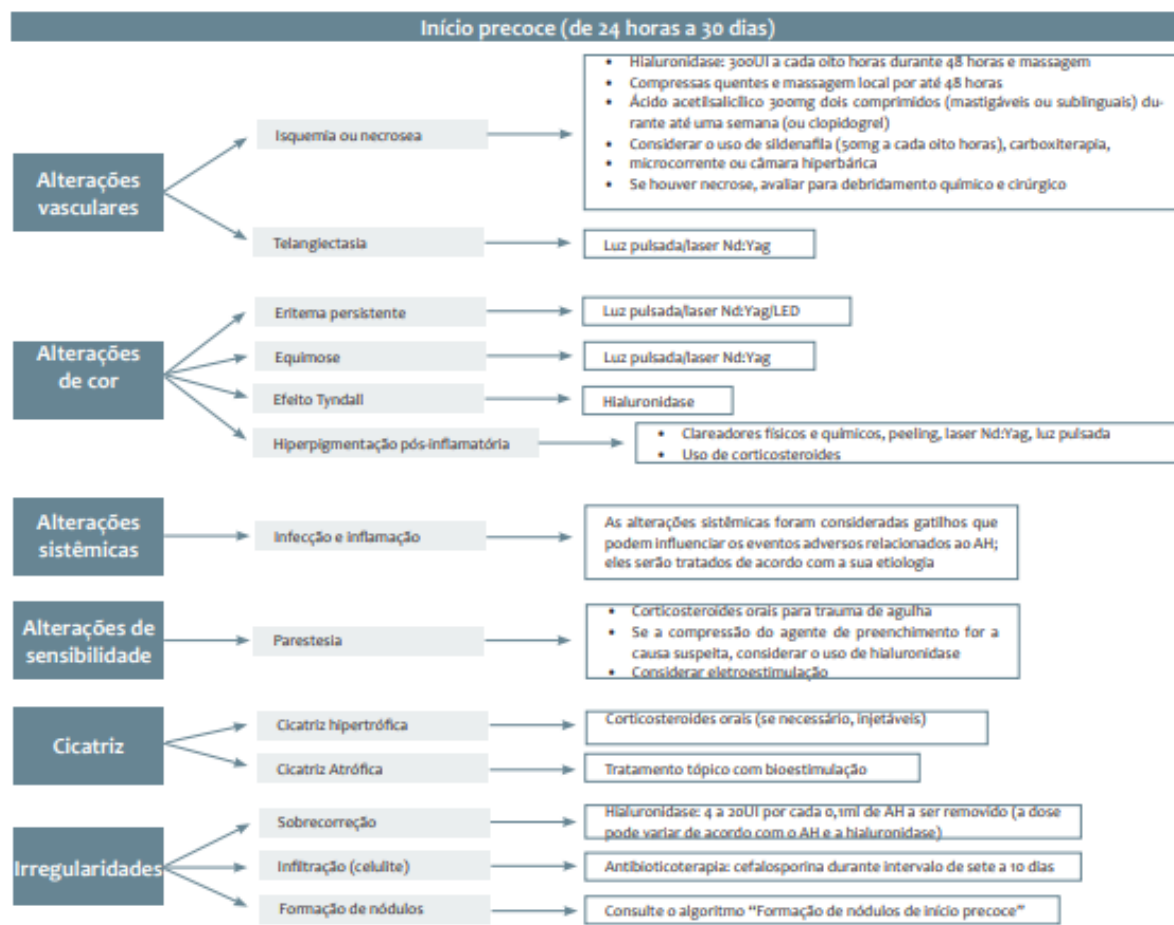 Início precoce (de 24 horas a 30 dias)
Alterações
vasculares
Isquemia ou necrosea
• Hialuronidase: 300UI a cada oito horas durante 48 horas e massagem
• Compressas quentes e massagem local por até 48 horas
• Ácido acetilsalicílico 300mg dois comprimidos (mastigáveis ou sublinguais) du-
rante até uma semana (ou clopidogrel)
• Considerar o uso de sildenafila (50mg a cada oito horas), carboxiterapia,
• microcorrente ou câmara hiperbárica
• Se houver necrose, avaliar para debridamento químico e cirúrgico
Telangiectasia
Luz pulsada/laser Nd:Yag
Alterações
de cor
Eritema persistente
Luz pulsada/laser Nd:Yag/LED
Equimose
Luz pulsada/laser Nd:Yag
Efeito Tyndall
Hialuronidase
Hiperpigmentação pós-inflamatória
• Clareadores físicos e químicos, peeling, laser Nd:Yag, luz pulsada
• Uso de corticosteroides
Alterações
sistêmicas
Infecção e inflamação
As alterações sistêmicas foram consideradas gatilhos que
podem influenciar os eventos adversos relacionados ao AH;
eles serão tratados de acordo com a sua etiologia
Alterações de
sensibilidade
Parestesia
• Corticosteroides orais para trauma de agulha
• Se a compressão do agente de preenchimento for a
causa suspeita, considerar o uso de hialuronidase
• Considerar eletroestimulação
Cicatriz
Cicatriz hipertrófica
Corticosteroides orais (se necessário, injetáveis)
Cicatriz Atrófica
Tratamento tópico com bioestimulação
Irregularidades
Sobrecorreção
Hialuronidase: 4 a 20UI por cada 0,1ml de AH a ser removido (a dose
pode variar de acordo com o AH e a hialuronidase)
Infiltração (celulite)
Antibioticoterapia: cefalosporina durante intervalo de sete a 10 dias
Formação de nódulos
Consulte o algoritmo “Formação de nódulos de início precoce”